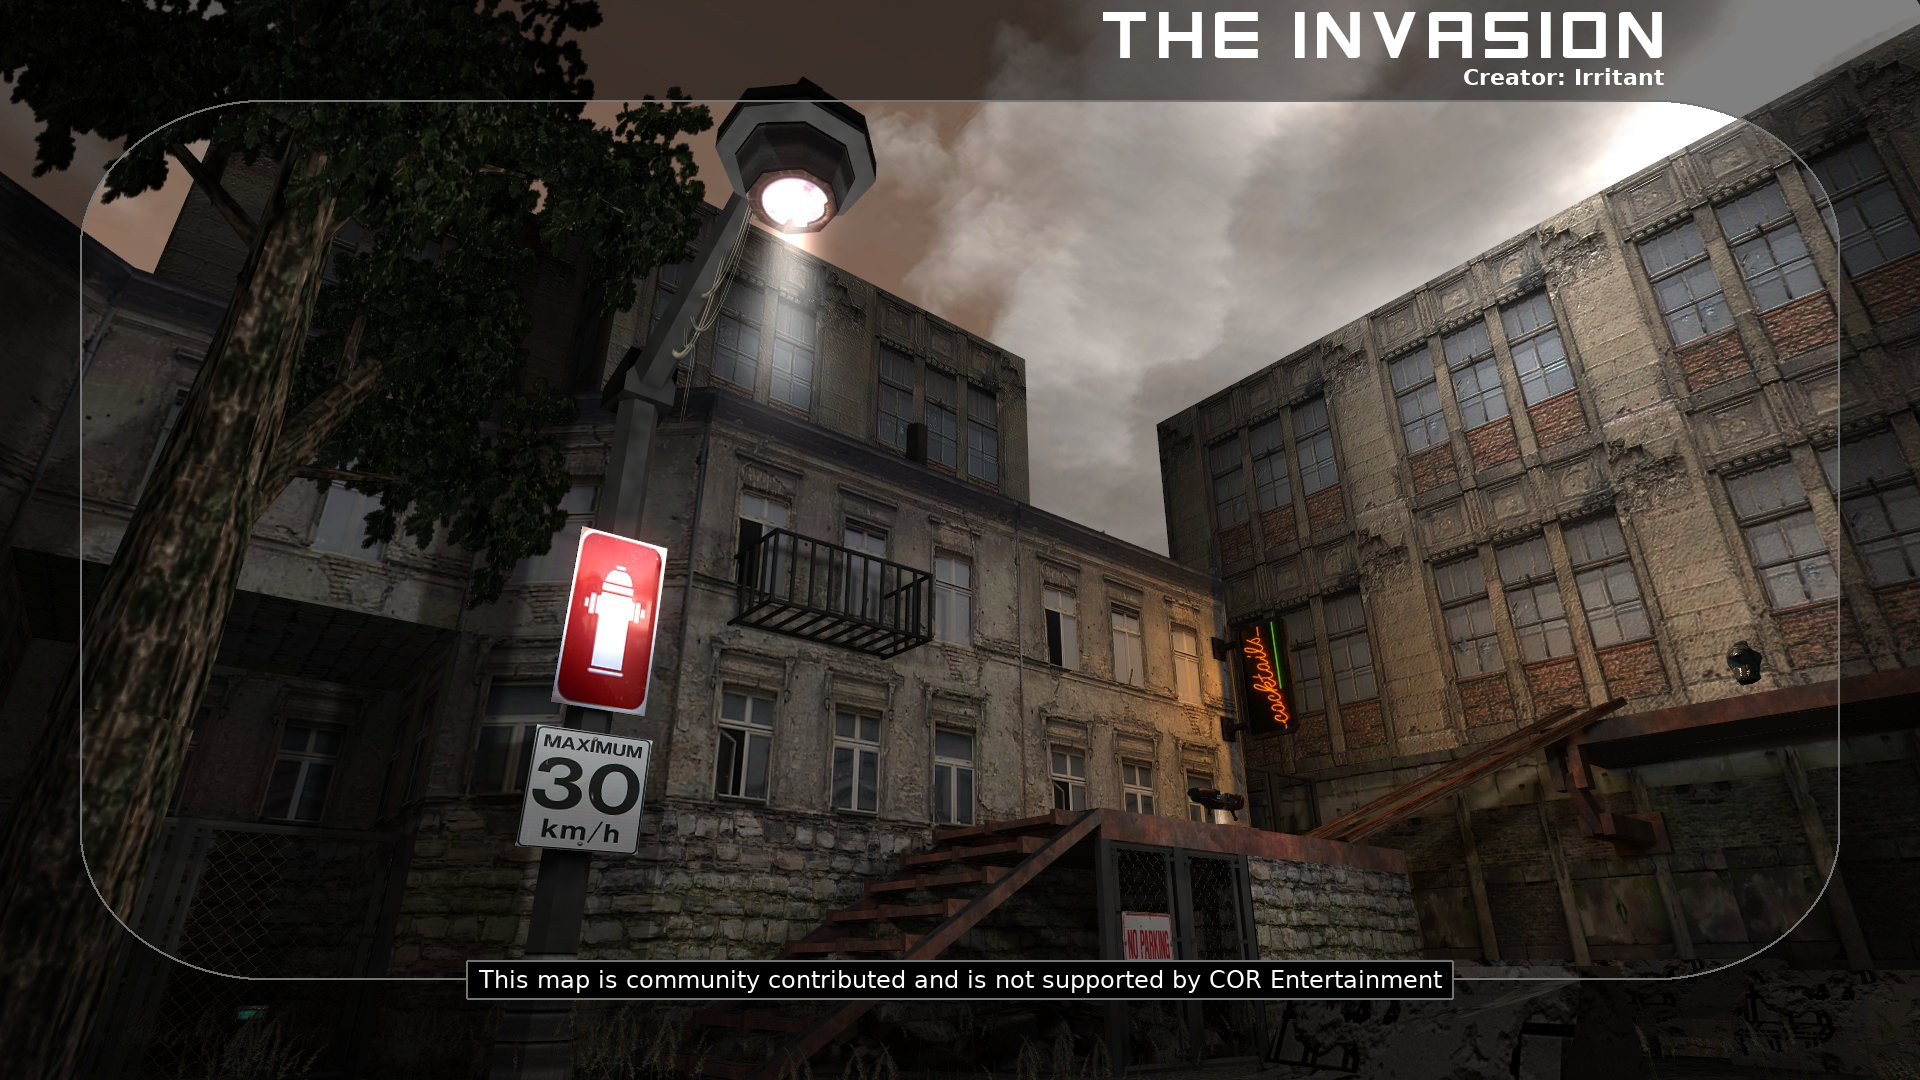 THE INVASION
Creator: Irritant
cocktails
MAXIMUM
30
km/h
NO PARKING
This map is community contributed and is not supported by COR Entertainment